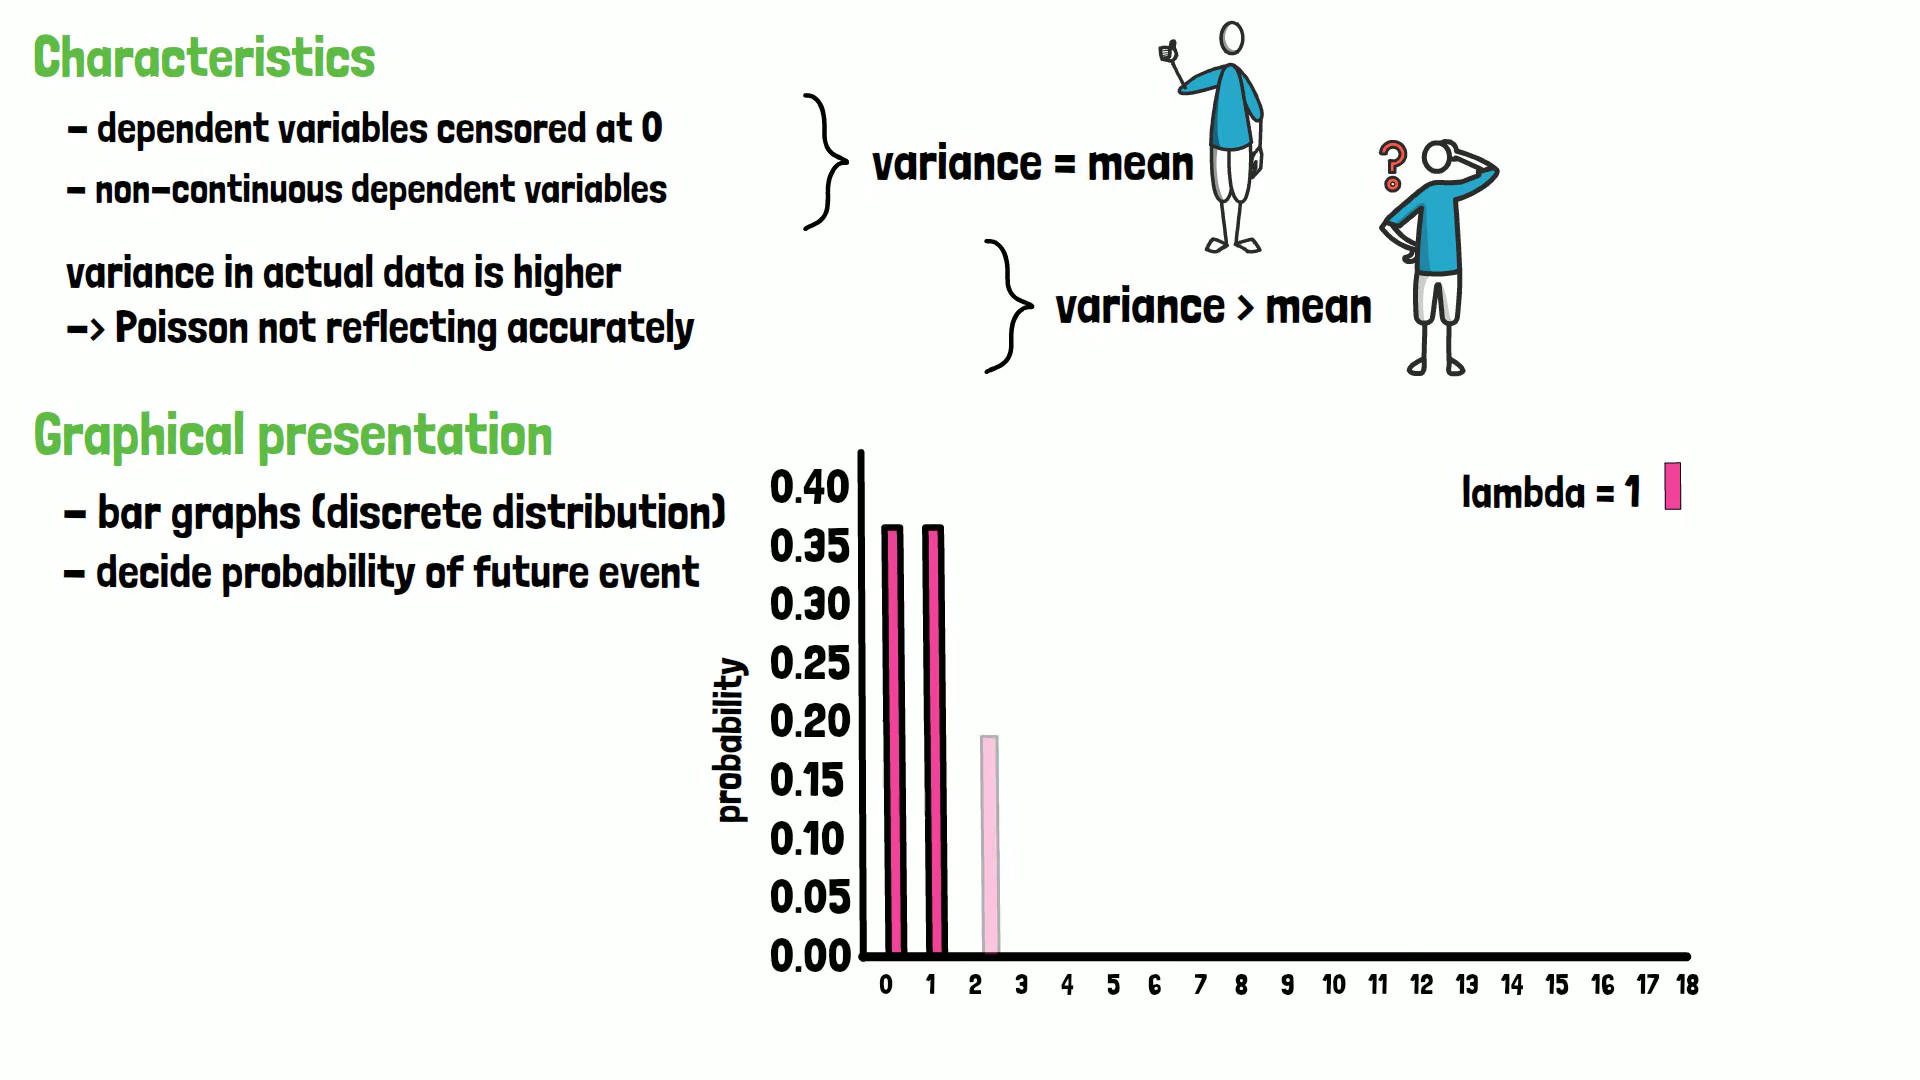 Characteristics
- dependent variables censored at 0
- non-continuous dependent variables
variance = mean
?
variance in actual data is higher
-> Poisson not reflecting accurately
variance > mean
Graphical presentation
- bar graphs (discrete distribution)
- decide probability of future event
lambda = 1
probability
0.40
0.35
0.30
0.25
0.20
0.15
0.10
0.05
0.00
0 1 2 3 4 5 6 7 8 9 10 11 12 13 14 15 16 17 18